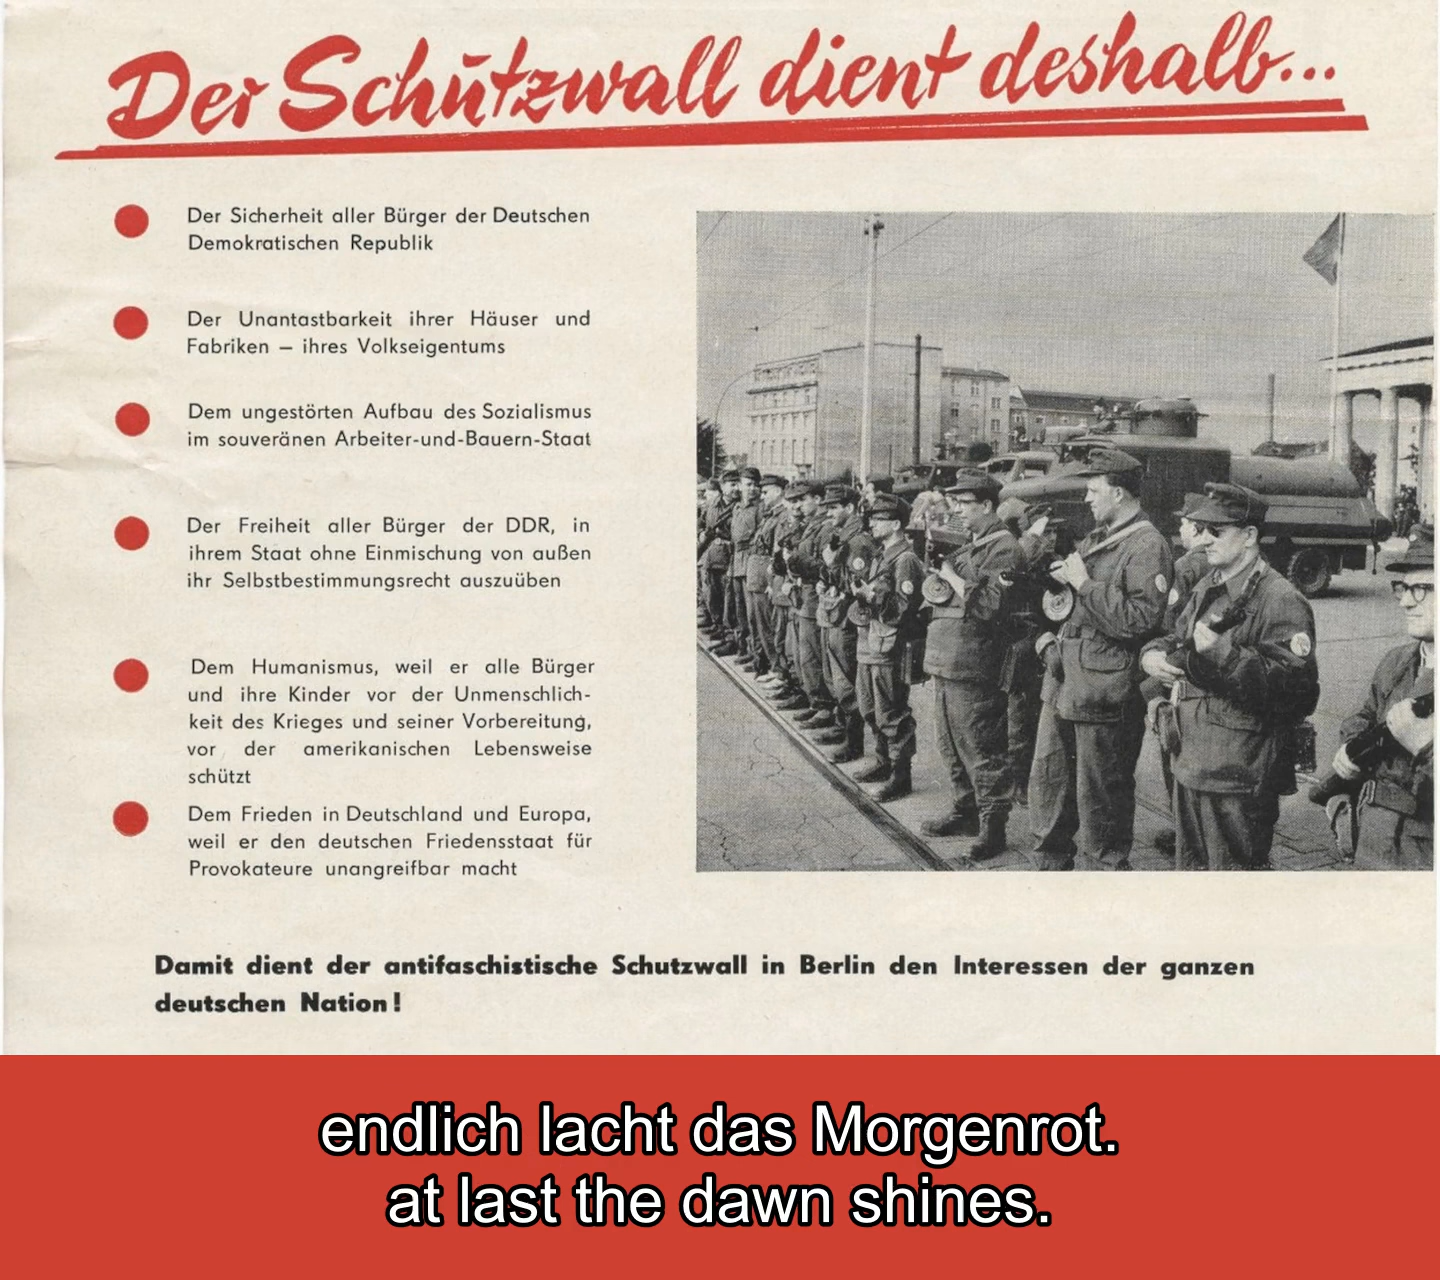 Der Schutzwall dient deshalb...
Der Sicherheit aller Bürger der Deutschen
Demokratischen Republik
Der Unantastbarkeit ihrer Häuser und
Fabriken – ihres Volkseigentums
Dem ungestörten Aufbau des Sozialismus
im souveränen Arbeiter-und-Bauern-Staat
Der Freiheit aller Bürger der DDR, in
ihrem Staat ohne Einmischung von außen
ihr Selbstbestimmungsrecht auszuüben
Dem Humanismus, weil er alle Bürger
und ihre Kinder vor der Unmenschlich-
keit des Krieges und seiner Vorbereitung,
vor der amerikanischen Lebensweise
schützt
Dem Frieden in Deutschland und Europa,
weil er den deutschen Friedensstaat für
Provokateure unangreifbar macht
Damit dient der antifaschistische Schutzwall in Berlin den Interessen der ganzen
deutschen Nation!
endlich lacht das Morgenrot.
at last the dawn shines.